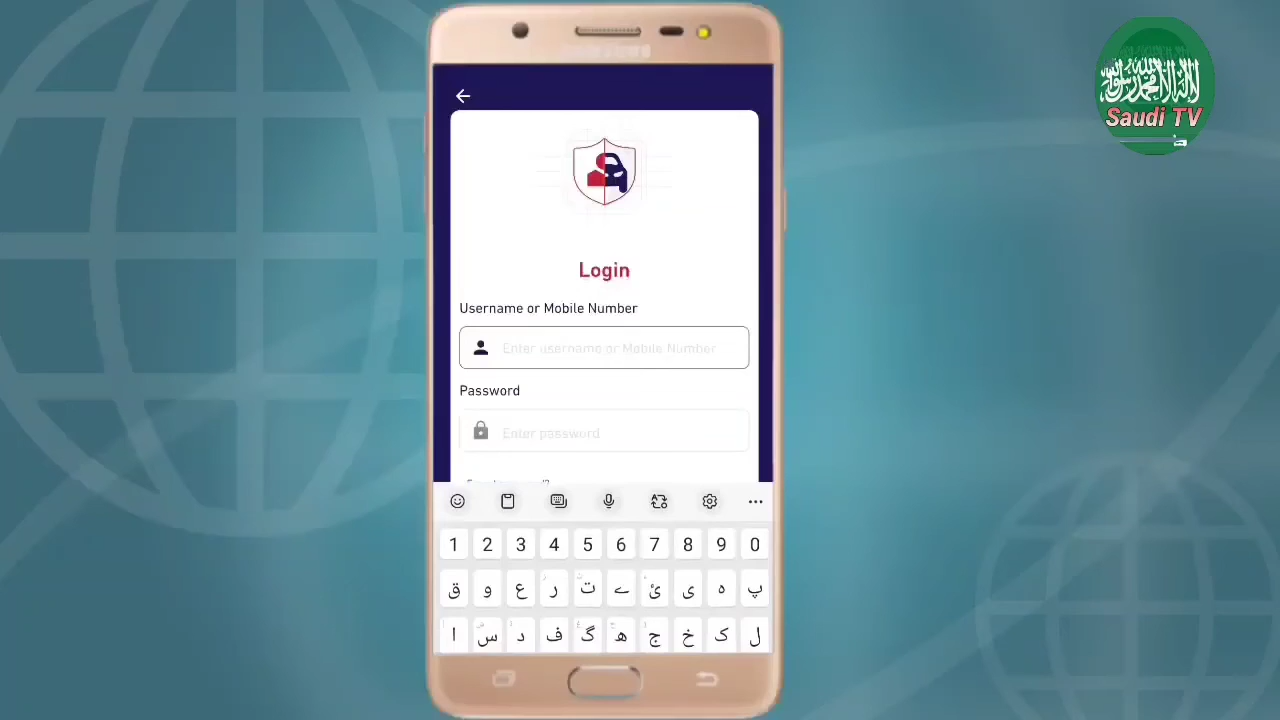 لا إله إلا الله محمد رسول الله
Saudi TV
Login
Username or Mobile Number
Enter username or Mobile Number
Password
Enter password
1 2 3 4 5 6 7 8 9 0
ق و ع ر ت ے ئ ی ہ پ
ا س د ف گ ھ ج خ ک ل